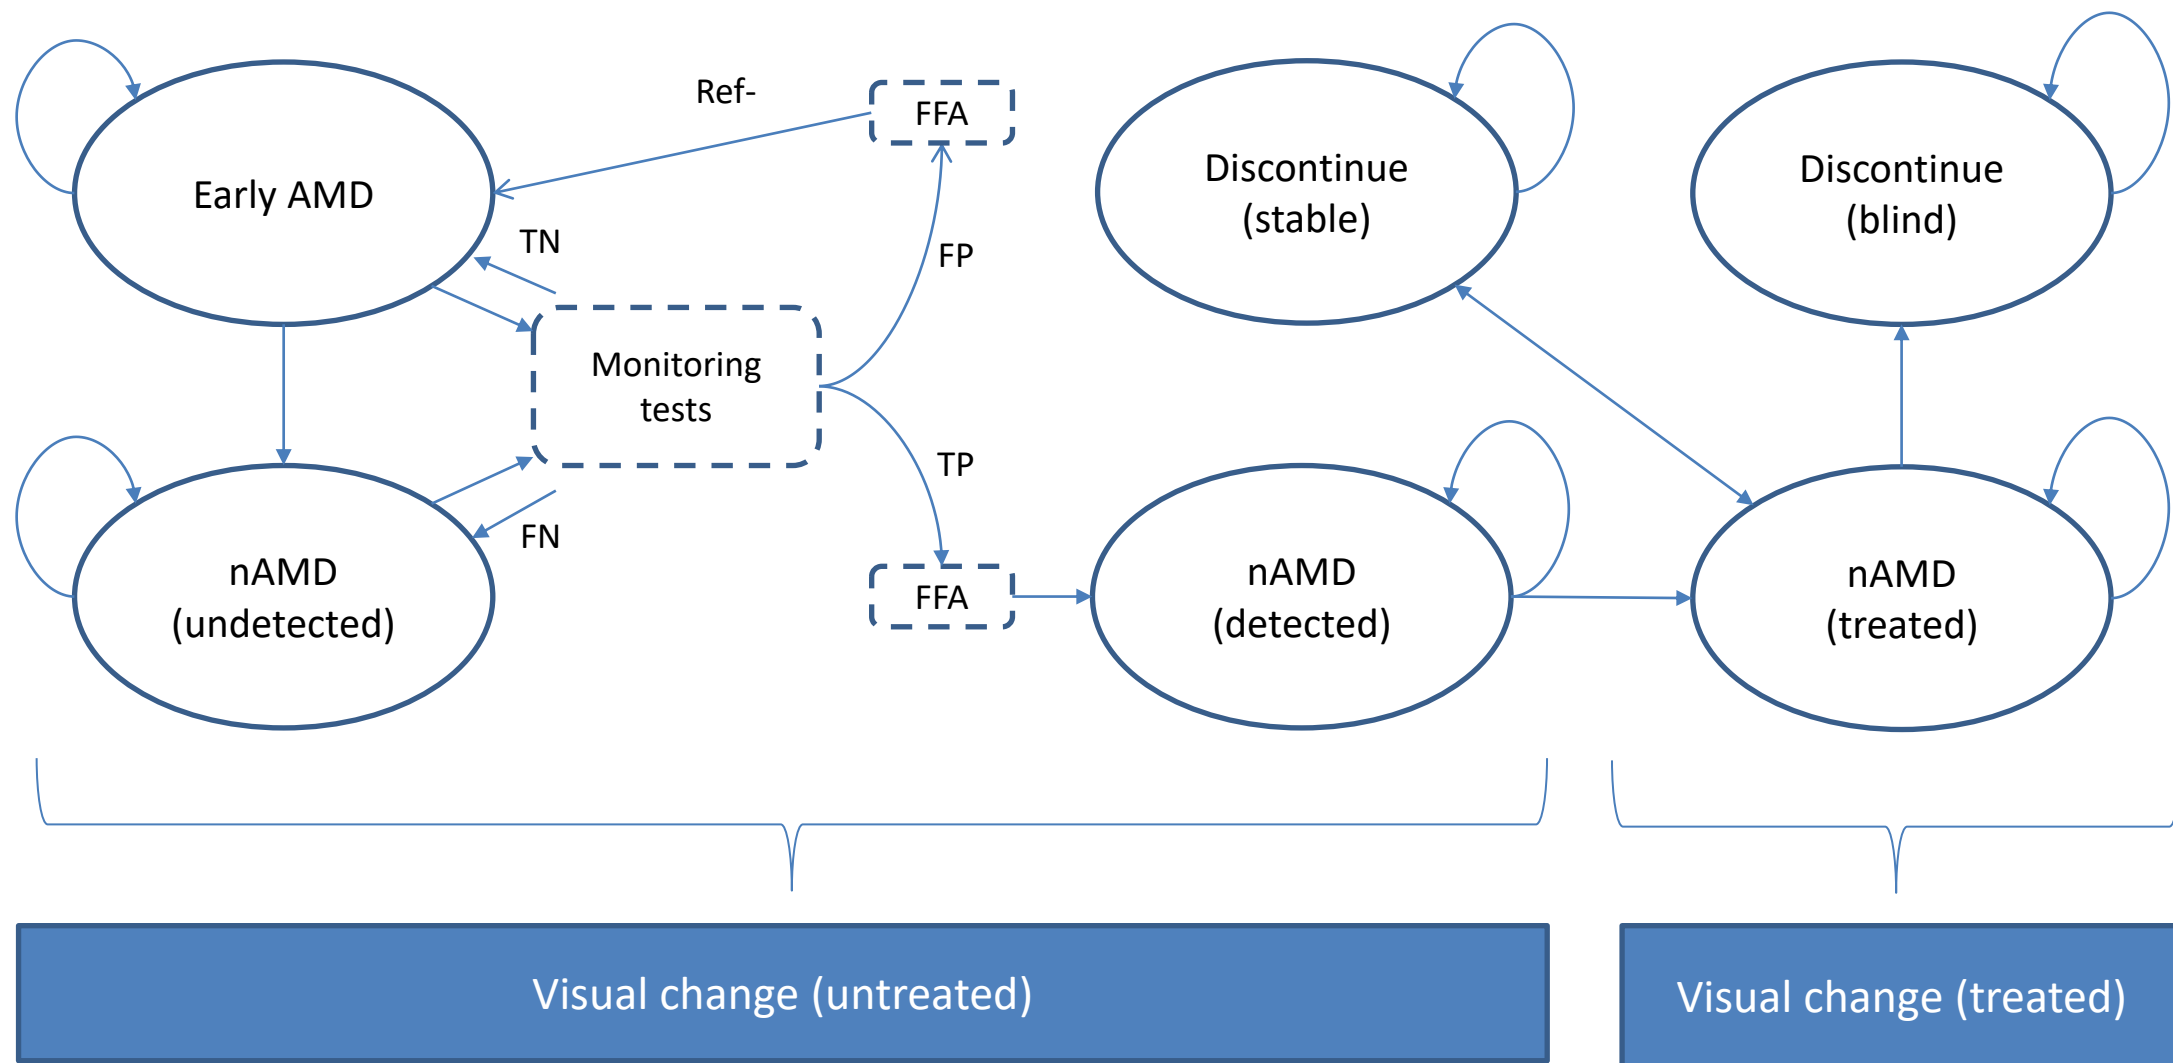 Ref-
FFA
Early AMD
TN
FP
Discontinue
(stable)
Discontinue
(blind)
Monitoring
tests
TP
FN
nAMD
(undetected)
FFA
nAMD
(detected)
nAMD
(treated)
Visual change (untreated)
Visual change (treated)